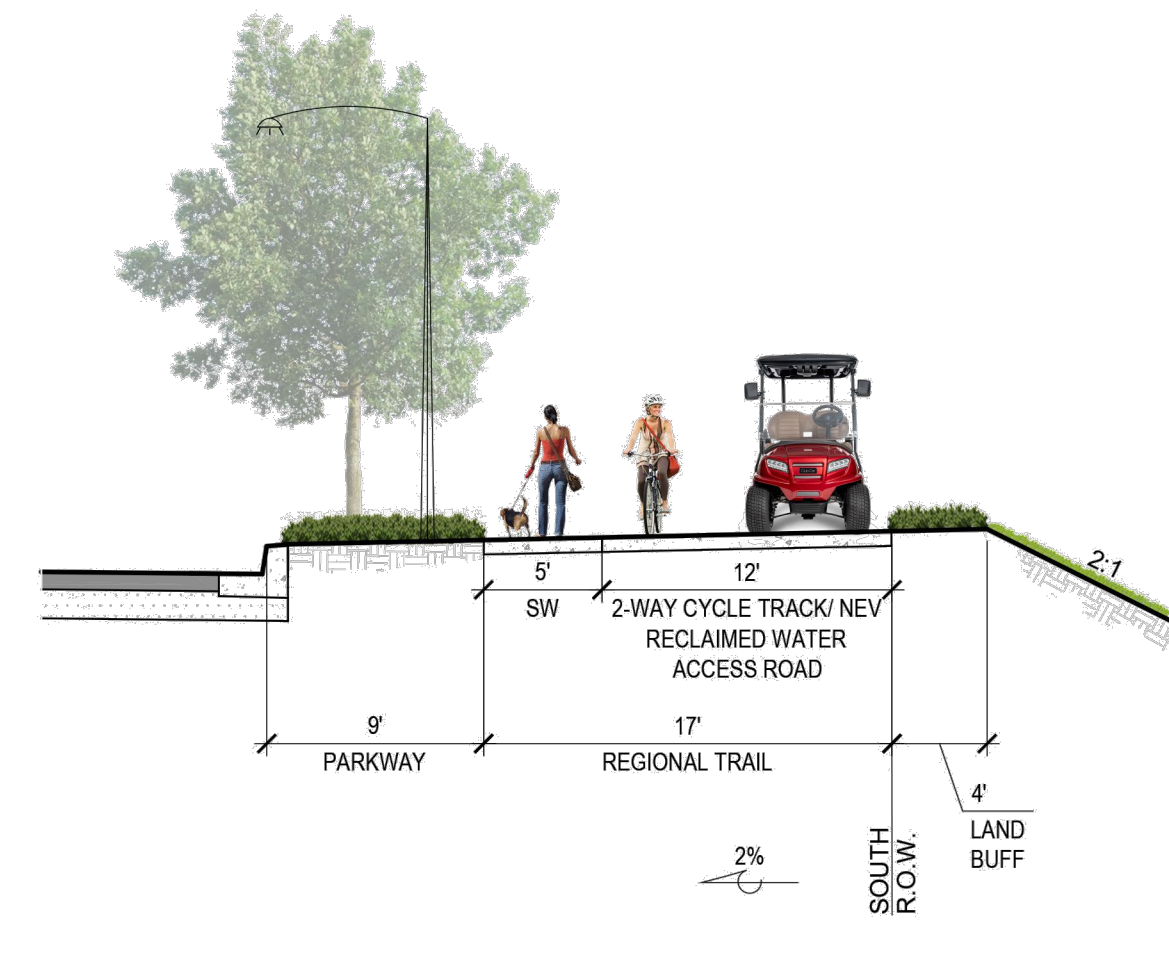 2:1
5'
12'
SW
2-WAY CYCLE TRACK/ NEV
RECLAIMED WATER
ACCESS ROAD
9'
17'
PARKWAY
REGIONAL TRAIL
4'
LAND
BUFF
2%
SOUTH
R.O.W.